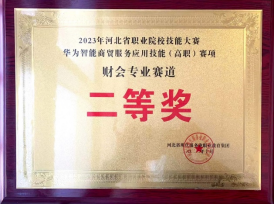 2023年河北省职业院校技能大赛
华为智能商贸服务应用技能（高职）赛项
财会专业赛道
二等奖